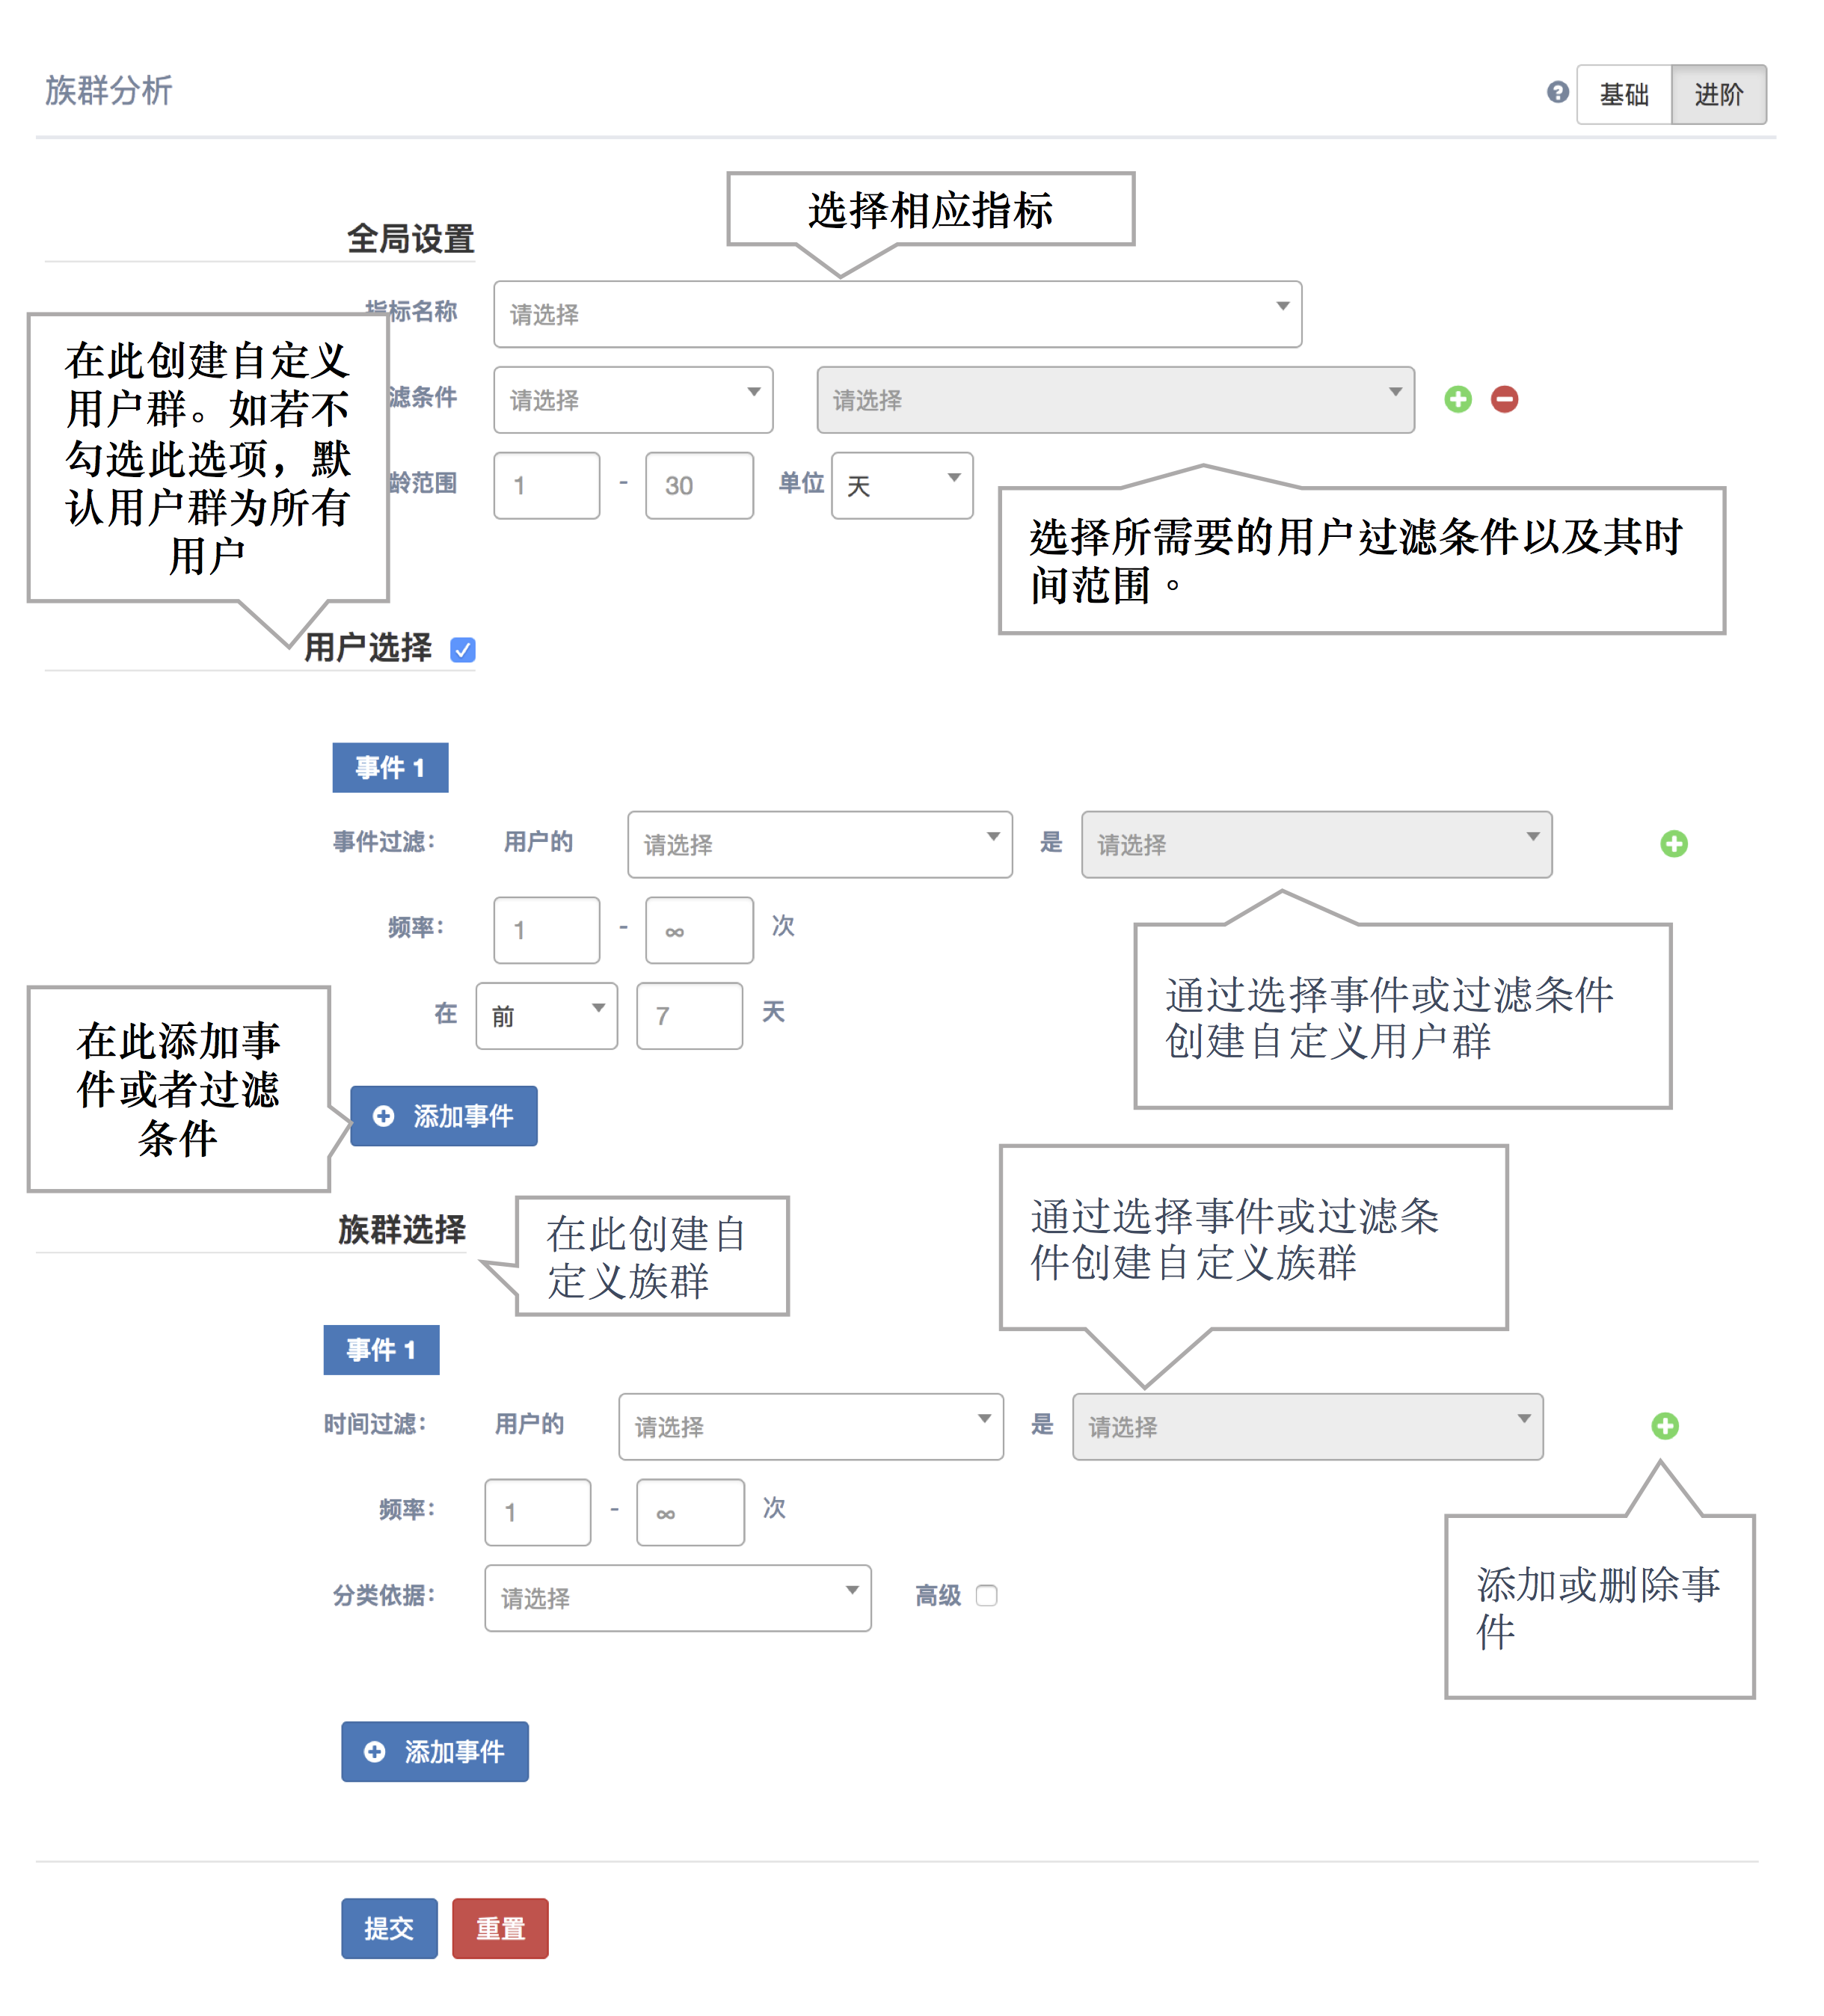 族群分析
基础 进阶
选择相应指标
全局设置
指标名称 请选择
在此创建自定义
用户群。如若不
勾选此选项，默
认用户群为所有
用户
滤条件 请选择 请选择
龄范围 1 - 30 单位 天
选择所需要的用户过滤条件以及其时
间范围。
用户选择
事件 1
事件过滤： 用户的 请选择 是 请选择
频率： 1 - ∞ 次
通过选择事件或过滤条件
创建自定义用户群
在 前 7 天
在此添加事
件或者过滤
条件
添加事件
族群选择
在此创建自
定义族群
通过选择事件或过滤条
件创建自定义族群
事件 1
时间过滤： 用户的 请选择 是 请选择
频率： 1 - ∞ 次
分类依据： 请选择 高级
添加或删除事
件
添加事件
提交 重置